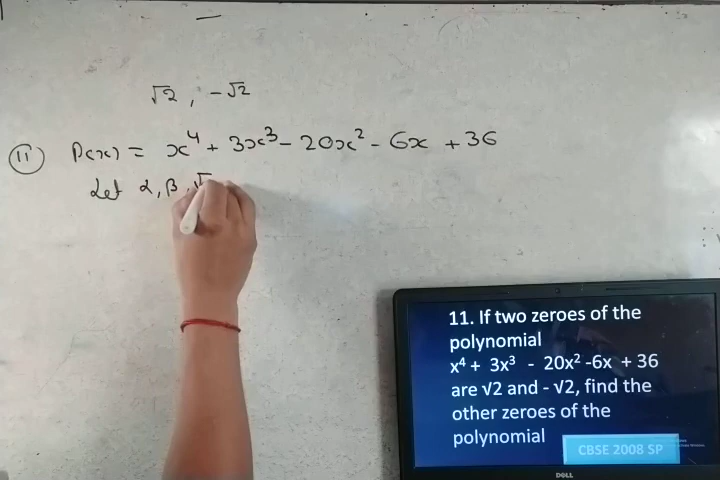 √2, -√2
11 P(x) = x⁴ + 3x³ - 20x² - 6x + 36
Let α, β, √
11. If two zeroes of the
polynomial
x⁴ + 3x³ - 20x² -6x + 36
are √2 and - √2, find the
other zeroes of the
polynomial
CBSE 2008 SP
DELL